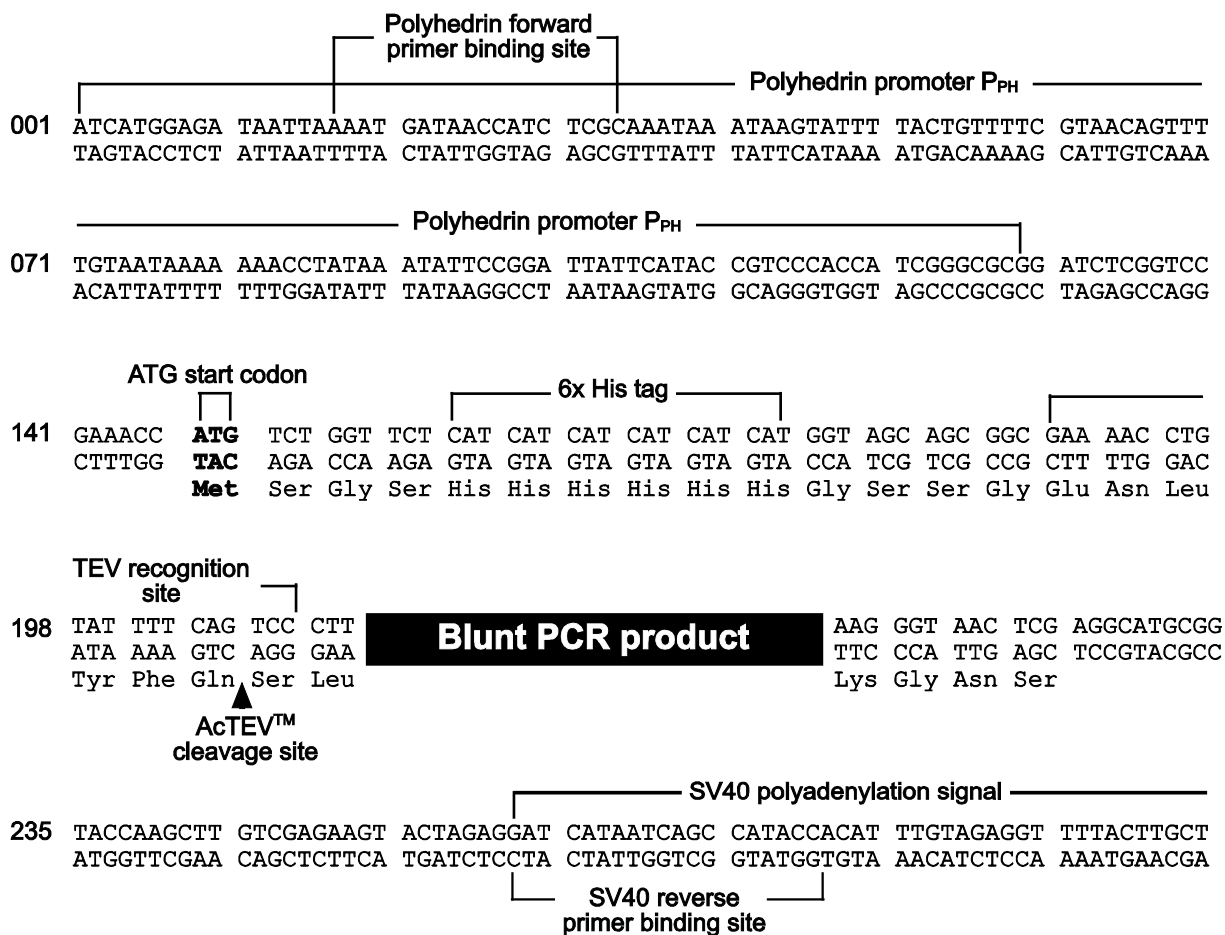 Polyhedrin forward
primer binding site
Polyhedrin promoter PPH
001 ATCATGGAGA TAATTAAAAT GATAACCATC TCGCAAATAA ATAAGTATTT TACTGTTTTC GTAACAGTTT
TAGTACCTCT ATTAATTTTA CTATTGGTAG AGCGTTTATT TATTCATAAA ATGACAAAAG CATTGTCAAA
Polyhedrin promoter PPH
071 TGTAATAAAA AAACCTATAA ATATTCCGGA TTATTCATAC CGTCCCACCA TCGGGCGCGG ATCTCGGTCC
ACATTATTTT TTTGGATATT TATAAGGCCT AATAAGTATG GCAGGGTGGT AGCCCGCGCC TAGAGCCAGG
ATG start codon
6x His tag
141 GAAACC ATG TCT GGT TCT CAT CAT CAT CAT CAT CAT GGT AGC AGC GGC GAA AAC CTG
CTTTGG TAC AGA CCA AGA GTA GTA GTA GTA GTA GTA CCA TCG TCG CCG CTT TTG GAC
Met Ser Gly Ser His His His His His His Gly Ser Ser Gly Glu Asn Leu
TEV recognition
site
198 TAT TTT CAG TCC CTT Blunt PCR product AAG GGT AAC TCG AGGCATGCGG
ATA AAA GTC AGG GAA TTC CCA TTG AGC TCCGTACGCC
Tyr Phe Gln Ser Leu Lys Gly Asn Ser
AcTEV™
cleavage site
SV40 polyadenylation signal
235 TACCAAGCTT GTCGAGAAGT ACTAGAGGAT CATAATCAGC CATACCACAT TTGTAGAGGT TTTACTTGCT
ATGGTTCGAA CAGCTCTTCA TGATCTCCTA CTATTGGTCG GTATGGTGTA AACATCTCCA AAATGAACGA
SV40 reverse
primer binding site